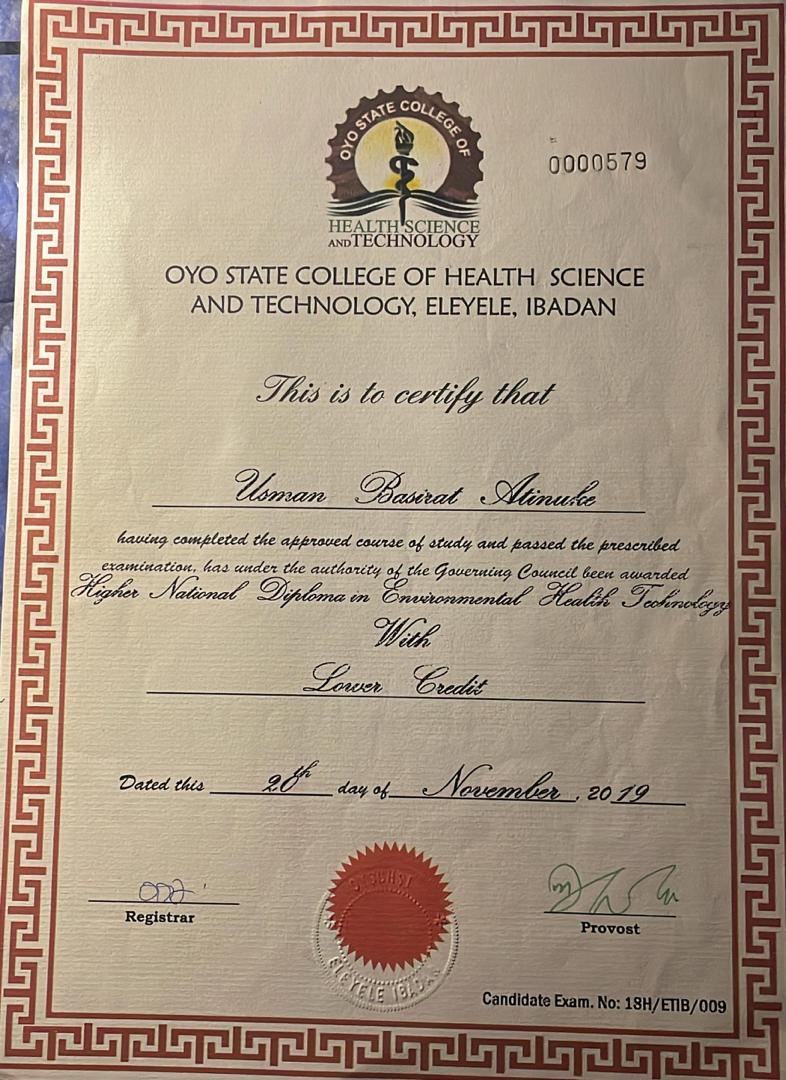 OYO STATE COLLEGE OF
HEALTH SCIENCE
AND TECHNOLOGY
0000579
OYO STATE COLLEGE OF HEALTH SCIENCE
AND TECHNOLOGY, ELEYELE, IBADAN
This is to certify that
Usman Basirat Atinuke
having completed the approved course of study and passed the prescribed
examination, has under the authority of the Governing Council been awarded
Higher National Diploma in Environmental Health Technology
With
Lower Credit
Dated this 20th day of November, 2019
Registrar
Provost
OYSCHST
ELEYELE IBADAN
Candidate Exam. No: 18H/ETIB/009